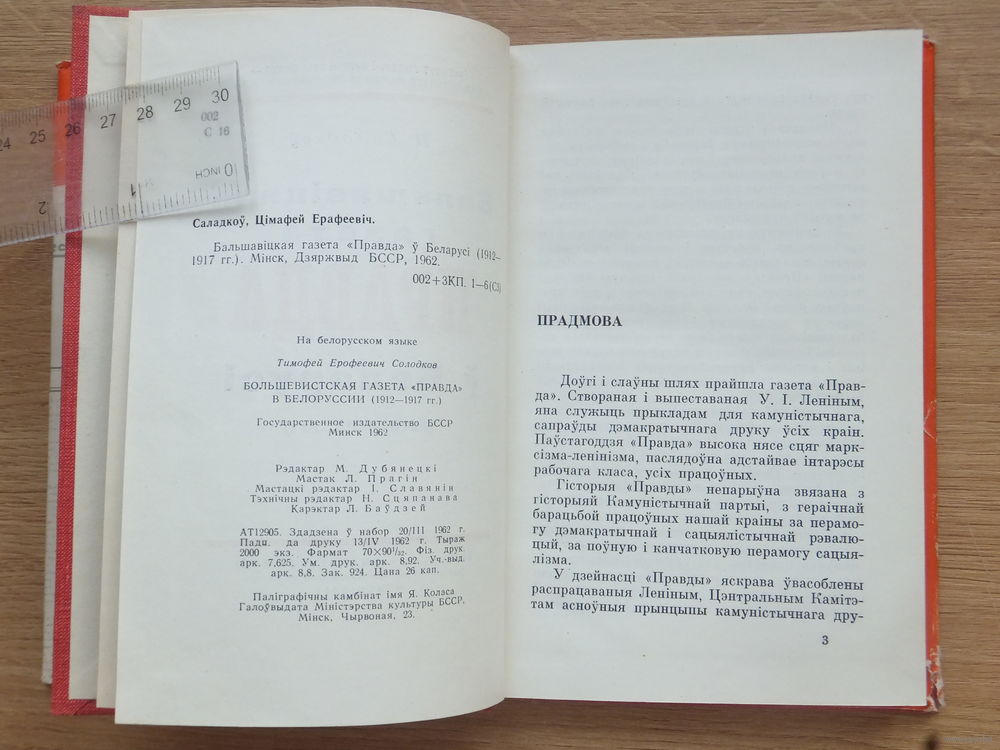 24 25 26 27 28 29 30
002
С 16
INCH
1
2
Саладкоў, Цімафей Ерафеевіч.
Бальшавіцкая газета «Правда» ў Беларусі (1912—
1917 гг.). Мінск, Дзяржвыд БССР, 1962.
002+3КП. 1—6(С3)
На белорусском языке
Тимофей Ерофеевич Солодков
БОЛЬШЕВИСТСКАЯ ГАЗЕТА «ПРАВДА»
В БЕЛОРУССИИ (1912—1917 гг.)
Государственное издательство БССР
Минск 1962
Рэдактар М. Дубянецкі
Мастак Л. Прагін
Мастацкі рэдактар І. Славянін
Тэхнічны рэдактар Н. Сцяпанава
Карэктар Л. Баўдзей
АТ12905. Здадзена ў набор 20/III 1962 г.
Падп. да друку 13/IV 1962 г. Тыраж
2000 экз. Фармат 70×90¹/₃₂. Фіз. друк.
арк. 7,625. Ум. друк. арк. 8,92. Уч.-выд.
арк. 8,8. Зак. 924. Цана 26 кап.
Паліграфічны камбінат імя Я. Коласа
Галоўвыдата Міністэрства культуры БССР,
Мінск, Чырвоная, 23.
ПРАДМОВА
Доўгі і слаўны шлях прайшла газета «Прав-
да». Створаная і выпеставаная У. І. Леніным,
яна служыць прыкладам для камуністычнага,
сапраўды дэмакратычнага друку ўсіх краін.
Паўстагоддзя «Правда» высока нясе сцяг марк-
сізма-ленінізма, паслядоўна адстайвае інтарэсы
рабочага класа, усіх працоўных.
Гісторыя «Правды» непарыўна звязана з
гісторыяй Камуністычнай партыі, з гераічнай
барацьбой працоўных нашай краіны за перамо-
гу дэмакратычнай і сацыялістычнай рэвалю-
цый, за поўную і канчатковую перамогу сацыя-
лізма.
У дзейнасці «Правды» яскрава ўвасоблены
распрацаваныя Леніным, Цэнтральным Камітэ-
там асноўныя прынцыпы камуністычнага дру-
3